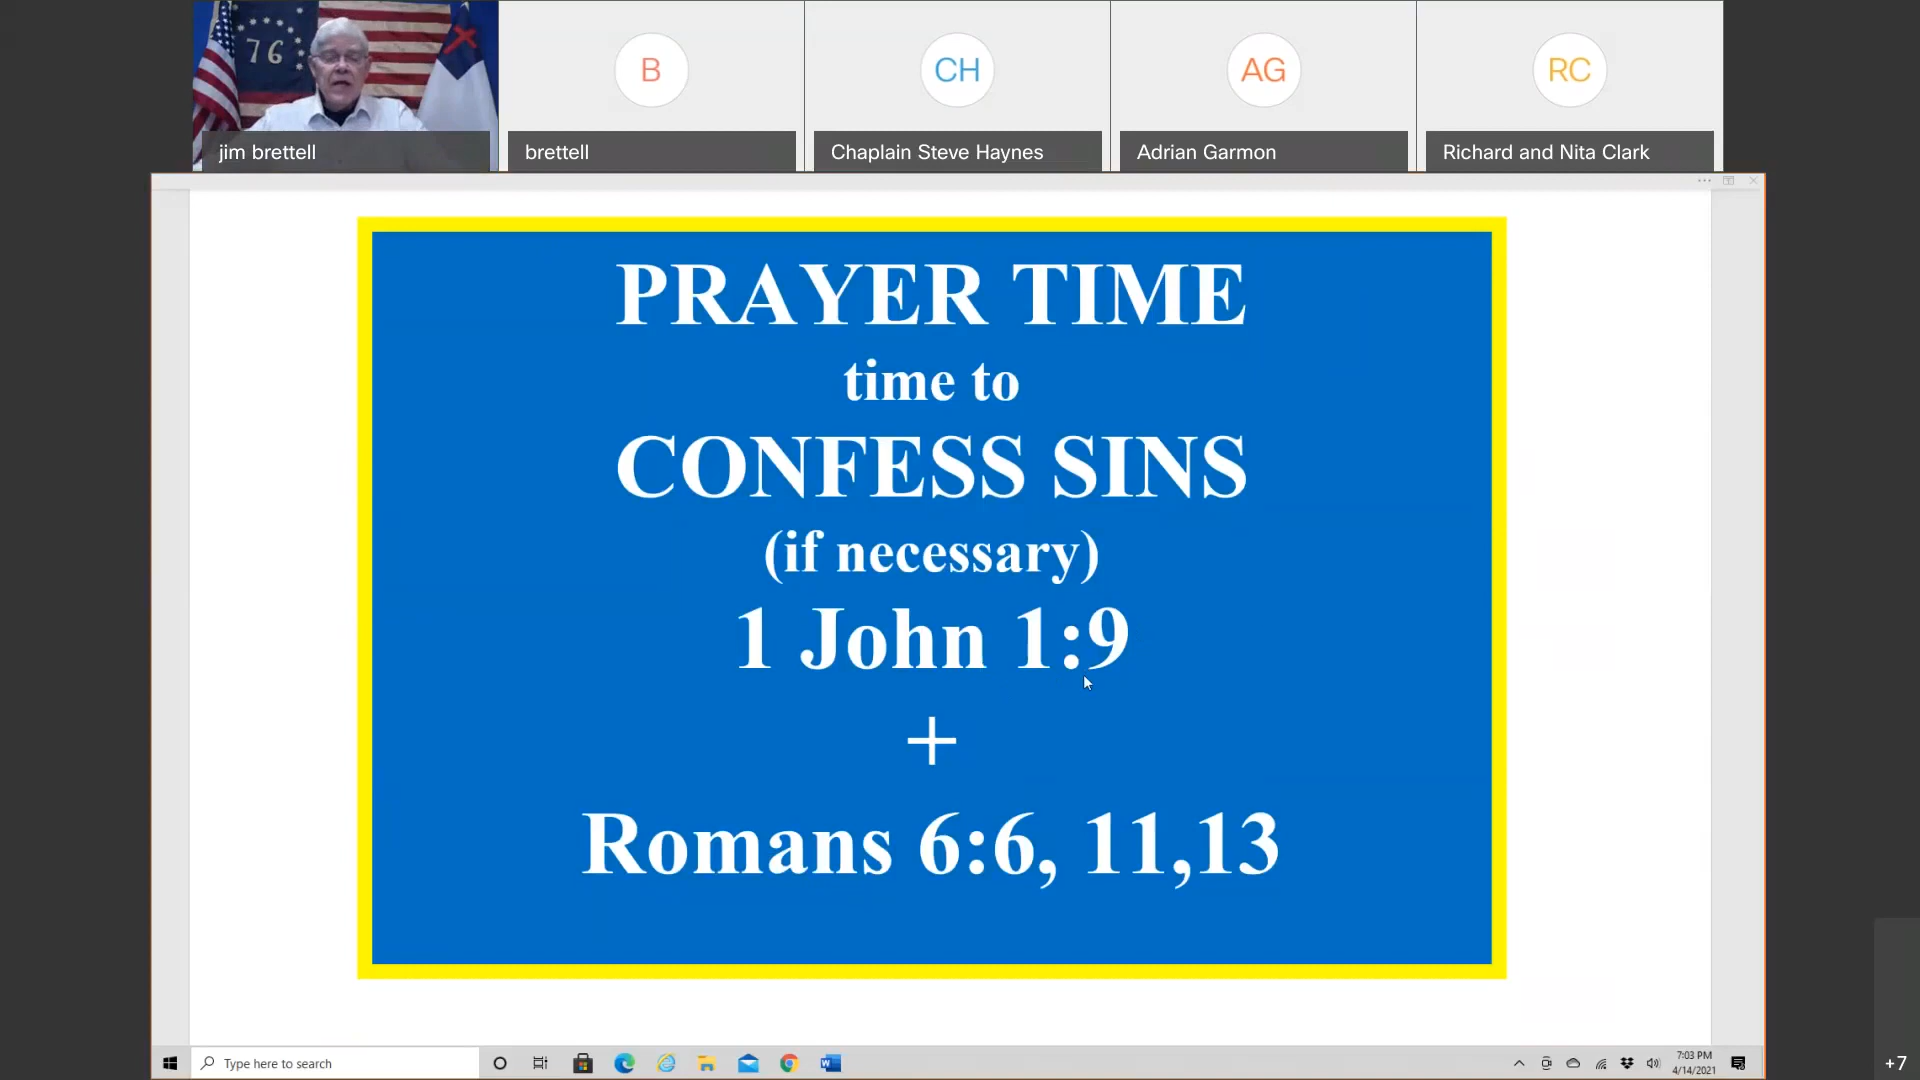 76
B
CH
AG
RC
jim brettell
brettell
Chaplain Steve Haynes
Adrian Garmon
Richard and Nita Clark
PRAYER TIME
time to
CONFESS SINS
(if necessary)
1 John 1:9
+
Romans 6:6, 11,13
Type here to search
7:03 PM
4/14/2021
+7